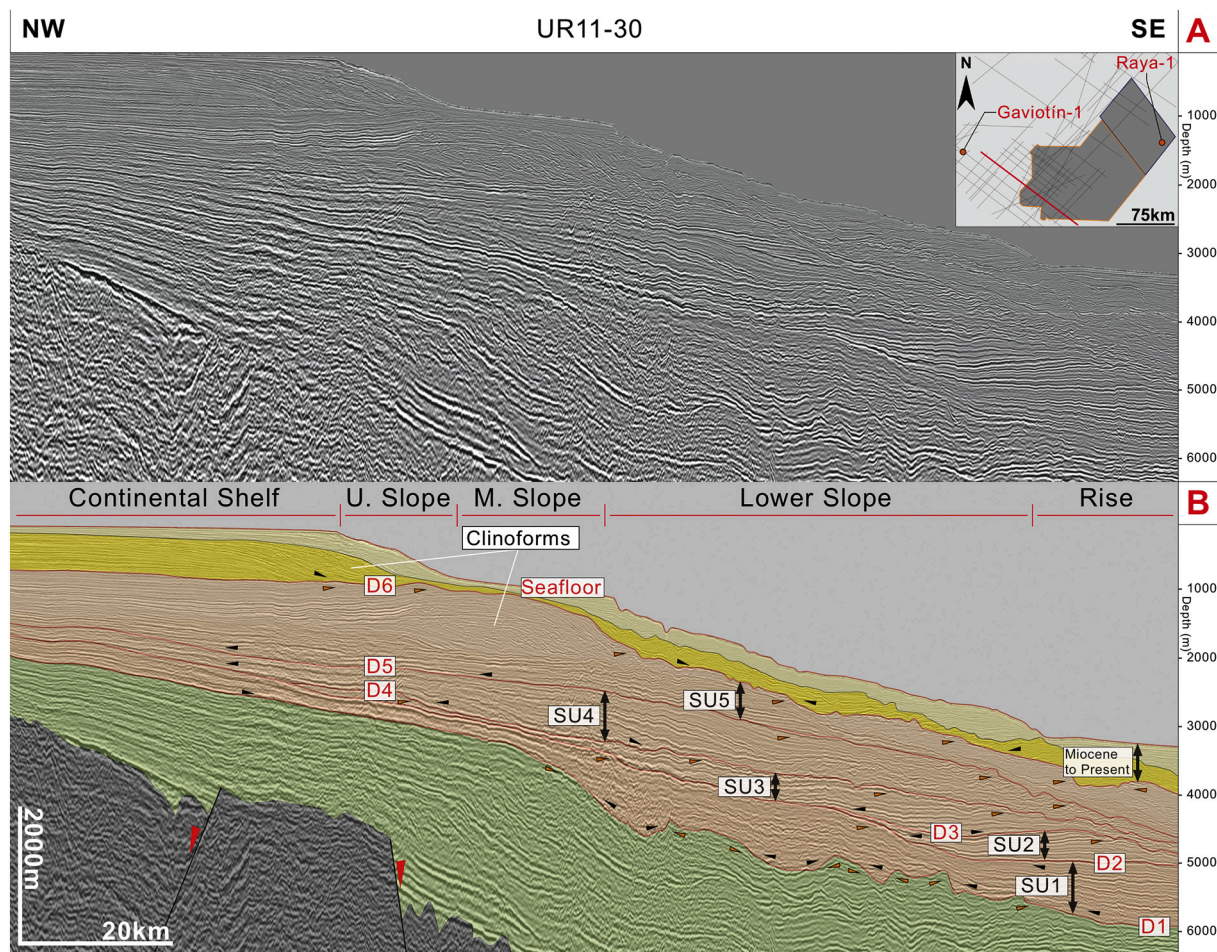 NW
UR11-30
SE
A
N
Raya-1
Gaviotín-1
75km
Depth (m)
1000
2000
3000
4000
5000
6000
B
Continental Shelf
U. Slope
M. Slope
Lower Slope
Rise
Clinoforms
D6
Seafloor
D5
D4
SU4
SU5
SU3
Miocene
to Present
D3
SU2
D2
SU1
D1
Depth (m)
1000
2000
3000
4000
5000
6000
2000m
20km